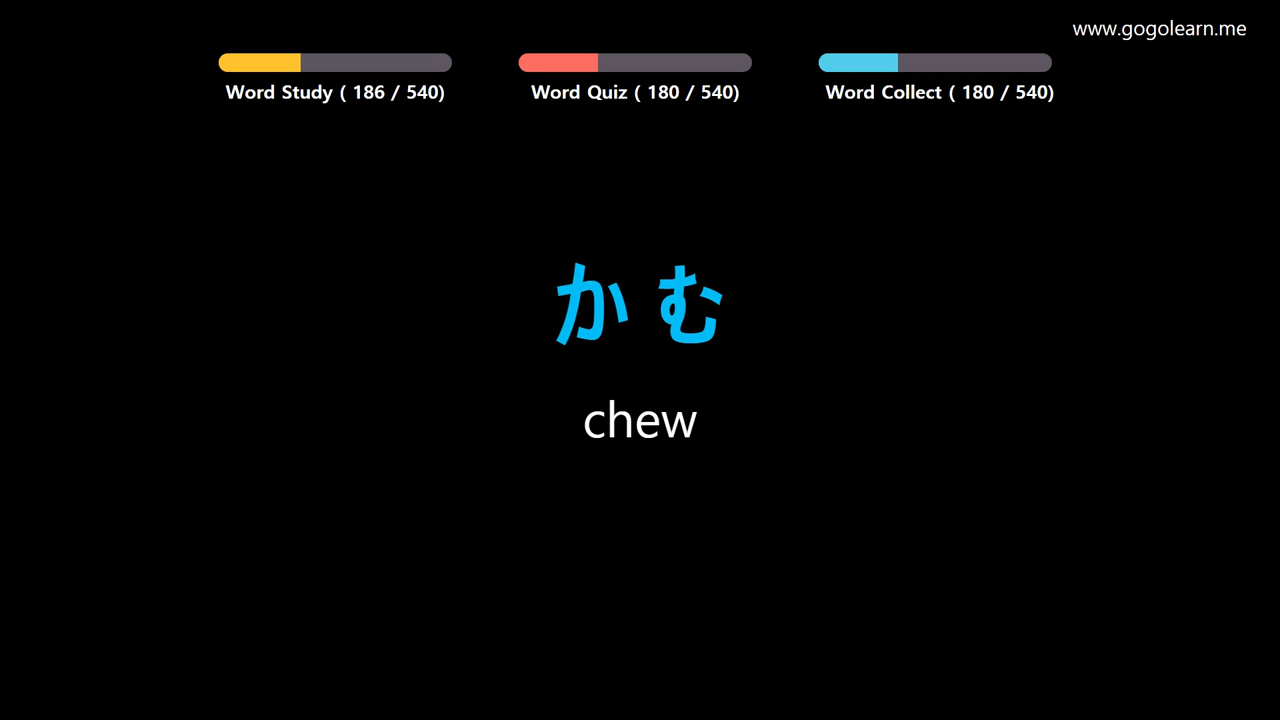 www.gogolearn.me
Word Study ( 186 / 540)
Word Quiz ( 180 / 540)
Word Collect ( 180 / 540)
かむ
chew